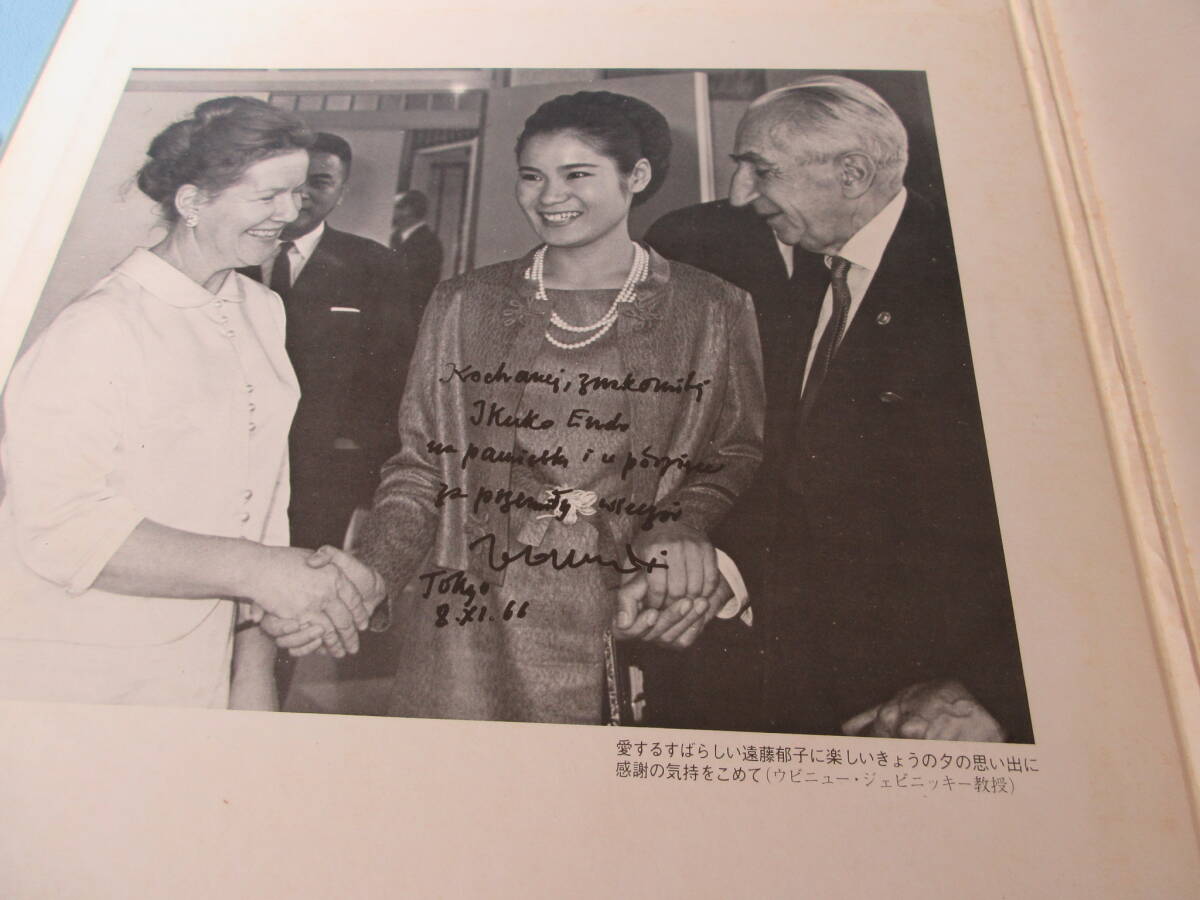 Kochanej, znakomitej
Ikuko Endo
na pamiątkę i w podzięce
za przemiły wieczór
Tokyo
8.XI.66
愛するすばらしい遠藤郁子に楽しいきょうの夕の思い出に
感謝の気持をこめて(ウビニュー・ジェビニッキー教授)